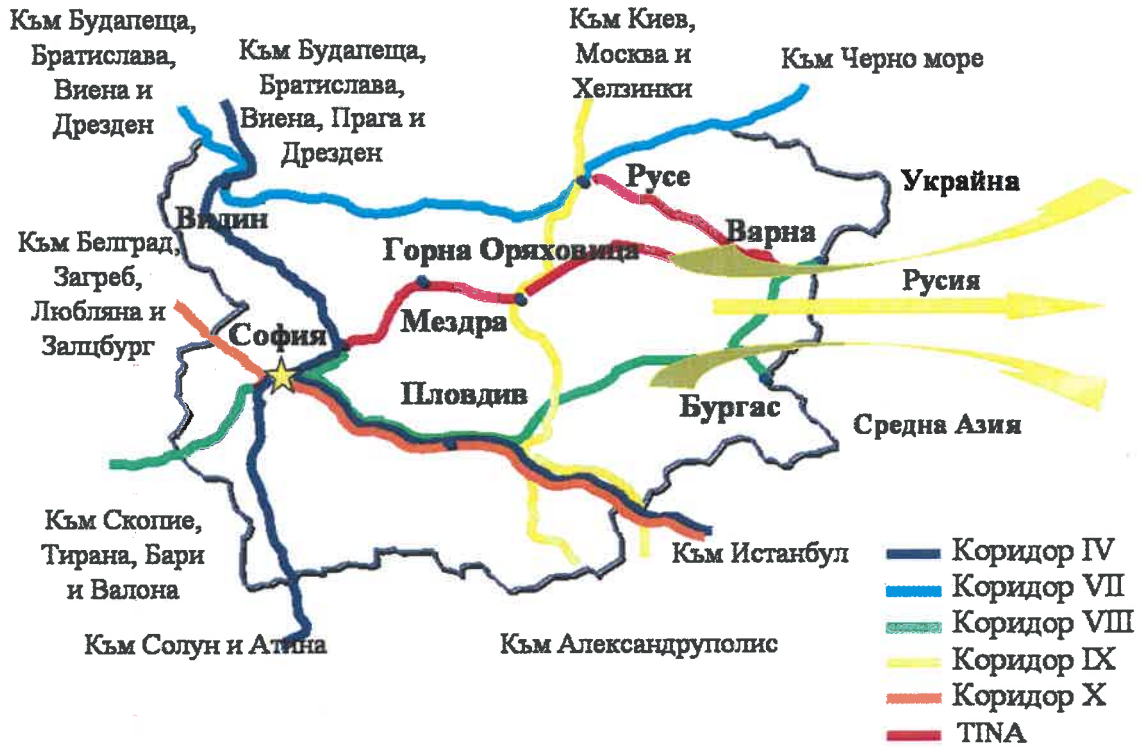 Към Будапеща,
Братислава,
Виена и
Дрезден
Към Будапеща,
Братислава,
Виена, Прага и
Дрезден
Към Киев,
Москва и
Хелзинки
Към Черно море
Русе
Украйна
Видин
Варна
Към Белград,
Загреб,
Любляна и
Залцбург
Горна Оряховица
Русия
София
Мездра
Пловдив
Бургас
Средна Азия
Към Скопие,
Тирана, Бари
и Валона
Към Истанбул
Към Солун и Атина
Към Александруполис
Коридор IV
Коридор VII
Коридор VIII
Коридор IX
Коридор X
TINA